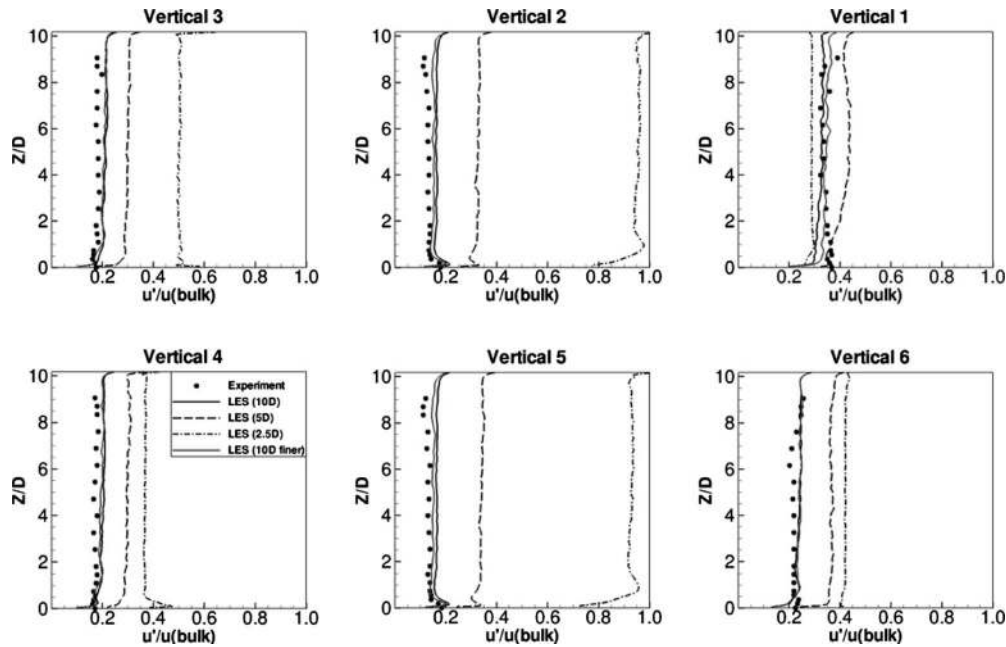 Vertical 3
Vertical 2
Vertical 1
10
8
6
4
2
0
Z/D
0.2 0.4 0.6 0.8 1.0
u'/u(bulk)
10
8
6
4
2
0
Z/D
0.2 0.4 0.6 0.8 1.0
u'/u(bulk)
10
8
6
4
2
0
Z/D
0.2 0.4 0.6 0.8 1.0
u'/u(bulk)
Vertical 4
Vertical 5
Vertical 6
10
8
6
4
2
0
Z/D
Experiment
LES (10D)
LES (5D)
LES (2.5D)
LES (10D finer)
0.2 0.4 0.6 0.8 1.0
u'/u(bulk)
10
8
6
4
2
0
Z/D
0.2 0.4 0.6 0.8 1.0
u'/u(bulk)
10
8
6
4
2
0
Z/D
0.2 0.4 0.6 0.8 1.0
u'/u(bulk)